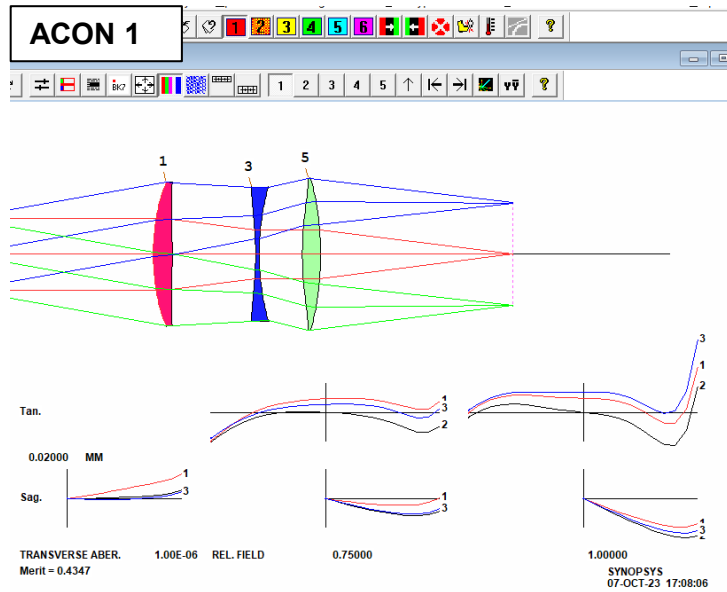 ACON 1
1 2 3 4 5 6 ?
BK7 1 2 3 4 5 ?
1 3 5
3
1
2
1
3
2
Tan.
0.02000 MM
1
3
1
3
Sag.
1
3
2
TRANSVERSE ABER. 1.00E-06 REL. FIELD 0.75000 1.00000
Merit = 0.4347 SYNOPSYS
07-OCT-23 17:08:06